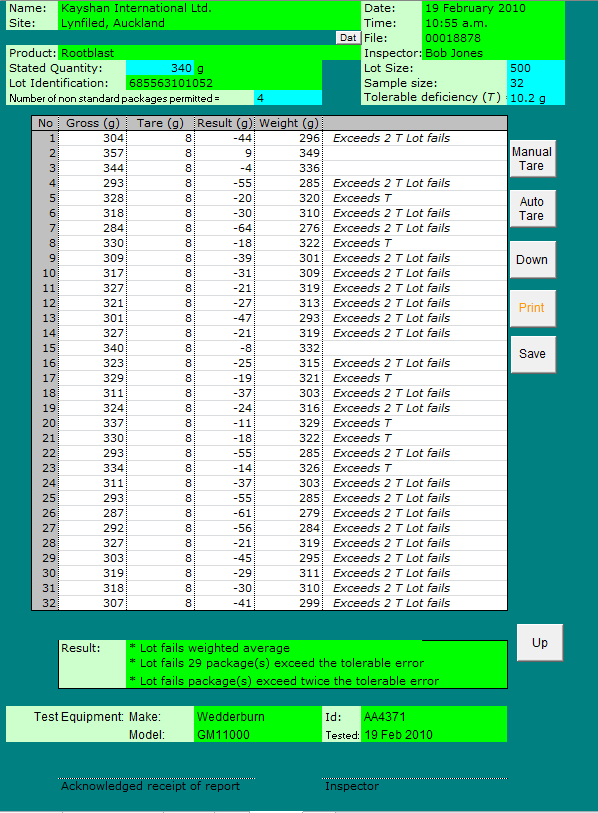 Name: Kayshan International Ltd. Date: 19 February 2010
Site: Lynfiled, Auckland Time: 10:55 a.m.
Dat File: 00018878
Product: Rootblast Inspector: Bob Jones
Stated Quantity: 340 g Lot Size: 500
Lot Identification: 685563101052 Sample size: 32
Number of non standard packages permitted = 4 Tolerable deficiency (T) = 10.2 g
No Gross (g) Tare (g) Result (g) Weight (g)
1 304 8 -44 296 Exceeds 2 T Lot fails
2 357 8 9 349
3 344 8 -4 336
4 293 8 -55 285 Exceeds 2 T Lot fails
5 328 8 -20 320 Exceeds T
6 318 8 -30 310 Exceeds 2 T Lot fails
7 284 8 -64 276 Exceeds 2 T Lot fails
8 330 8 -18 322 Exceeds T
9 309 8 -39 301 Exceeds 2 T Lot fails
10 317 8 -31 309 Exceeds 2 T Lot fails
11 327 8 -21 319 Exceeds 2 T Lot fails
12 321 8 -27 313 Exceeds 2 T Lot fails
13 301 8 -47 293 Exceeds 2 T Lot fails
14 327 8 -21 319 Exceeds 2 T Lot fails
15 340 8 -8 332
16 323 8 -25 315 Exceeds 2 T Lot fails
17 329 8 -19 321 Exceeds T
18 311 8 -37 303 Exceeds 2 T Lot fails
19 324 8 -24 316 Exceeds 2 T Lot fails
20 337 8 -11 329 Exceeds T
21 330 8 -18 322 Exceeds T
22 293 8 -55 285 Exceeds 2 T Lot fails
23 334 8 -14 326 Exceeds T
24 311 8 -37 303 Exceeds 2 T Lot fails
25 293 8 -55 285 Exceeds 2 T Lot fails
26 287 8 -61 279 Exceeds 2 T Lot fails
27 292 8 -56 284 Exceeds 2 T Lot fails
28 327 8 -21 319 Exceeds 2 T Lot fails
29 303 8 -45 295 Exceeds 2 T Lot fails
30 319 8 -29 311 Exceeds 2 T Lot fails
31 318 8 -30 310 Exceeds 2 T Lot fails
32 307 8 -41 299 Exceeds 2 T Lot fails
Manual
Tare
Auto
Tare
Down
Print
Save
Up
Result: * Lot fails weighted average
* Lot fails 29 package(s) exceed the tolerable error
* Lot fails package(s) exceed twice the tolerable error
Test Equipment: Make: Wedderburn Id: AA4371
Model: GM11000 Tested: 19 Feb 2010
Acknowledged receipt of report Inspector